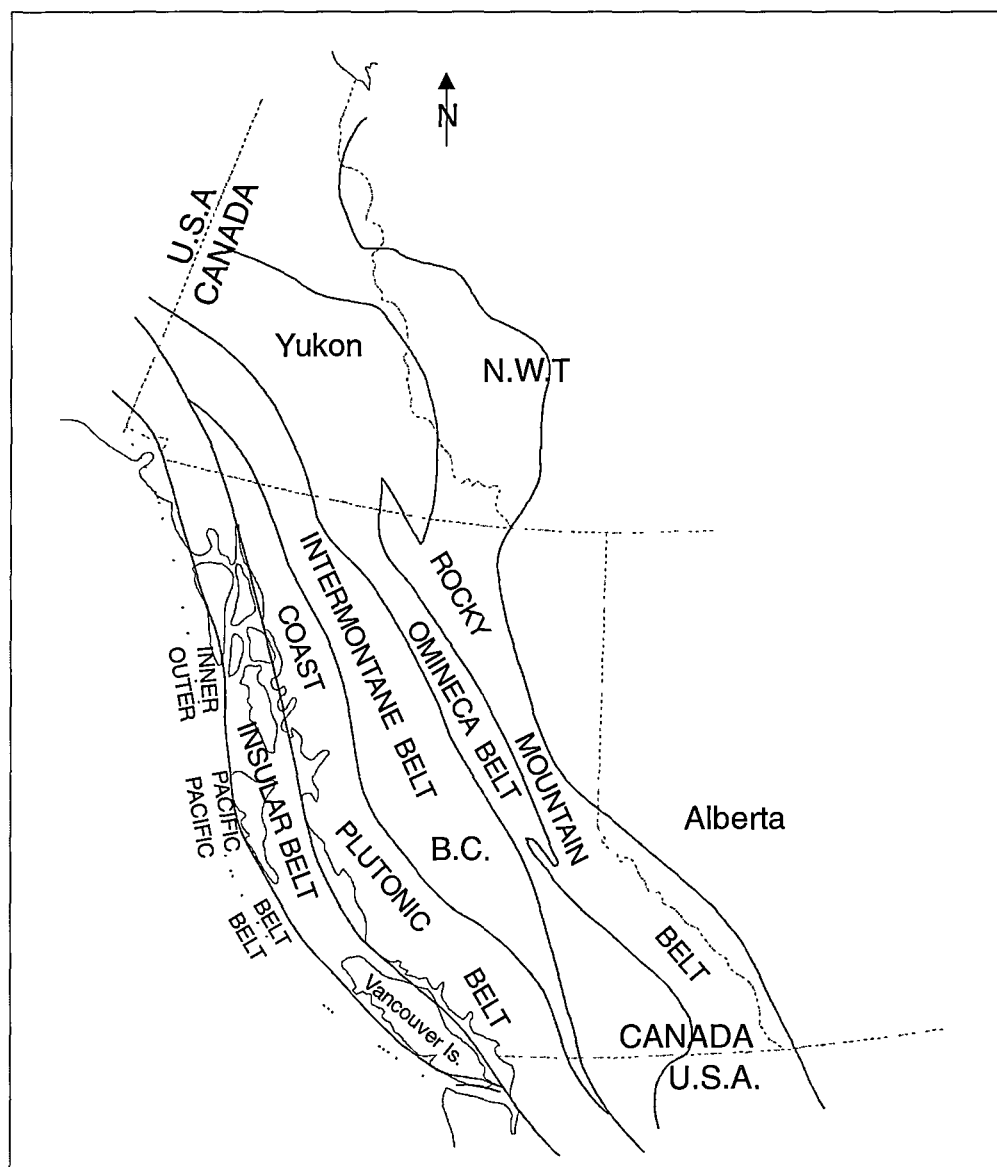 N
U.S.A
CANADA
Yukon
N.W.T
ROCKY
MOUNTAIN
BELT
INTERMONTANE BELT
OMINECA BELT
COAST
PLUTONIC
BELT
INSULAR BELT
INNER
PACIFIC
BELT
OUTER
PACIFIC
BELT
B.C.
Alberta
Vancouver Is.
CANADA
U.S.A.